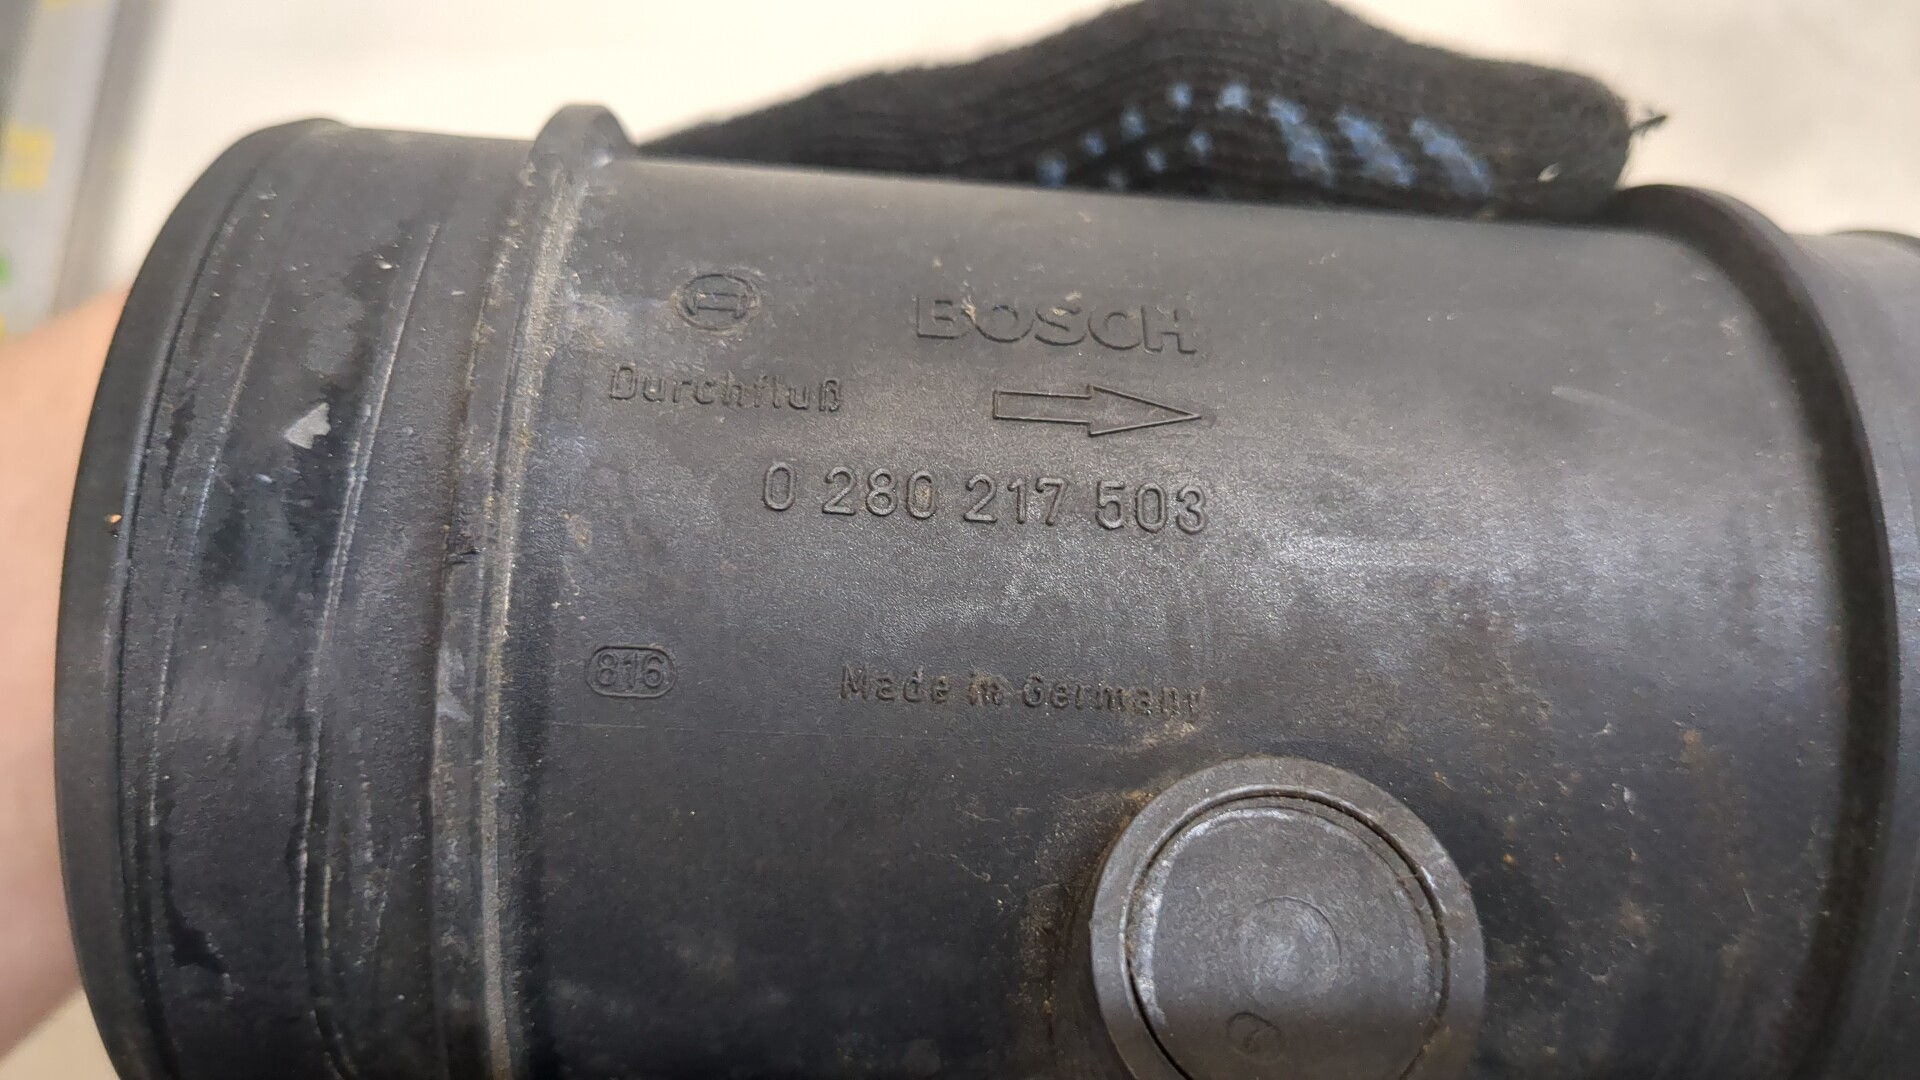 BOSCH
Durchfluß
0 280 217 503
816
Made in Germany